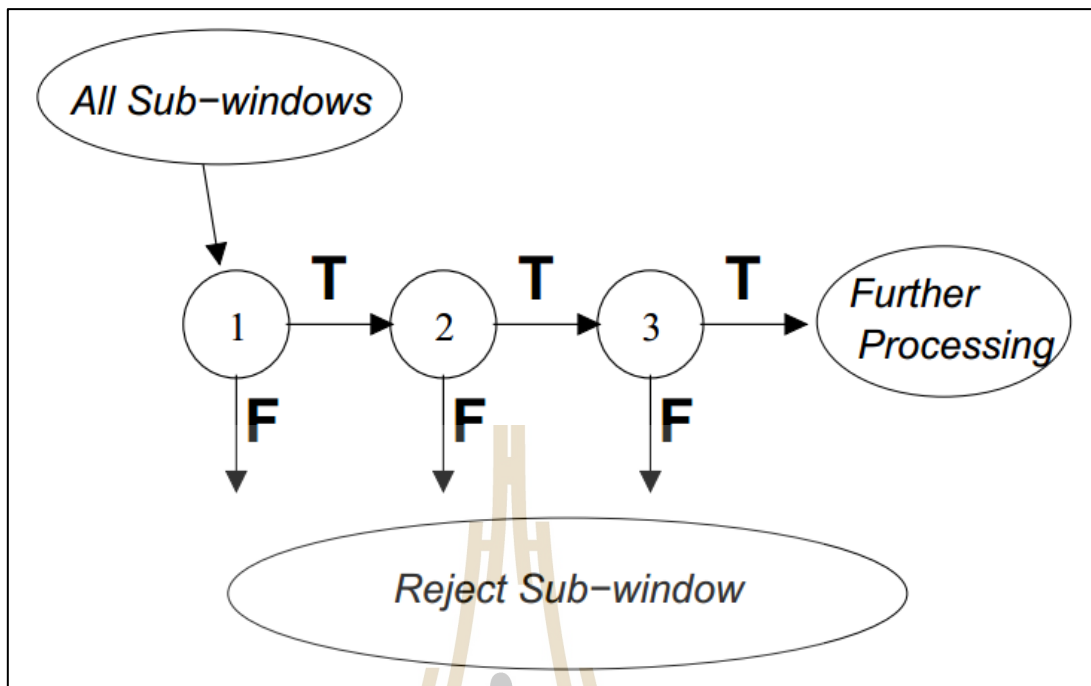 All Sub−windows
T
T
T
1
2
3
Further
Processing
F
F
F
Reject Sub−window